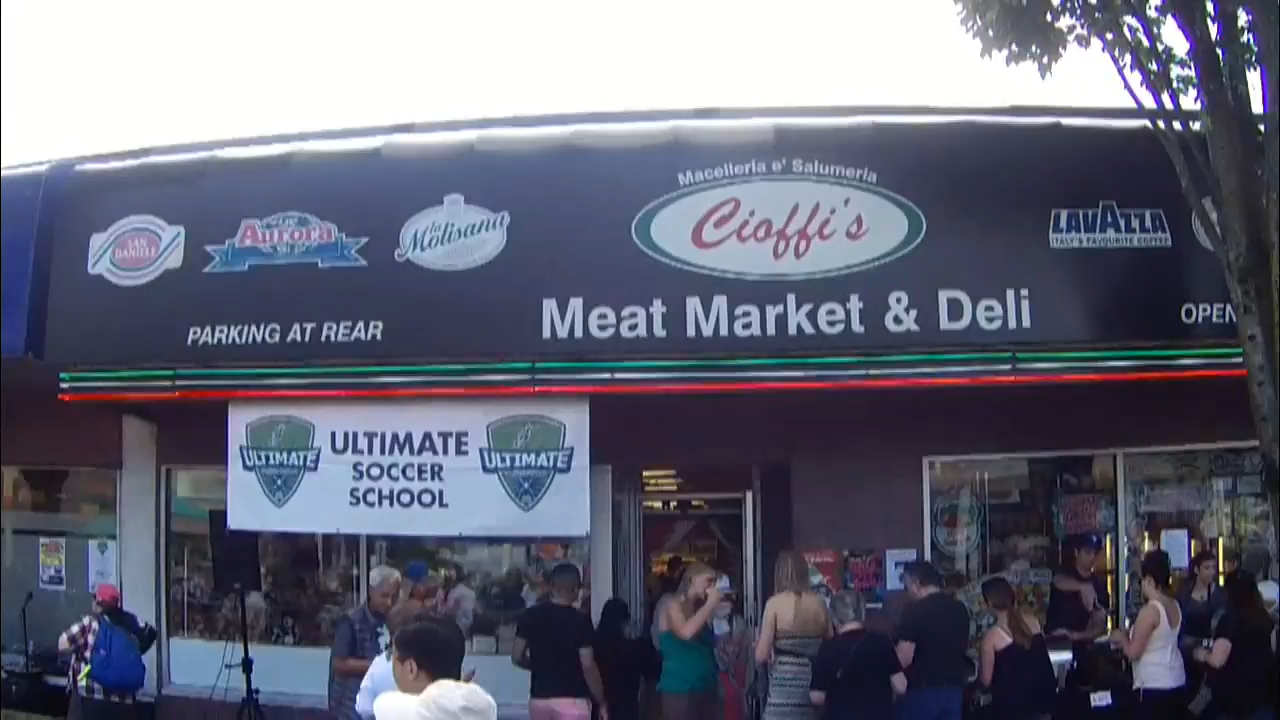 Macelleria e' Salumeria
Cioffi's
SAN DANIELE
Aurora
la Molisana
LAVAZZA
ITALY'S FAVOURITE COFFEE
PARKING AT REAR
Meat Market & Deli
OPEN
ULTIMATE
ULTIMATE
SOCCER
SCHOOL
ULTIMATE